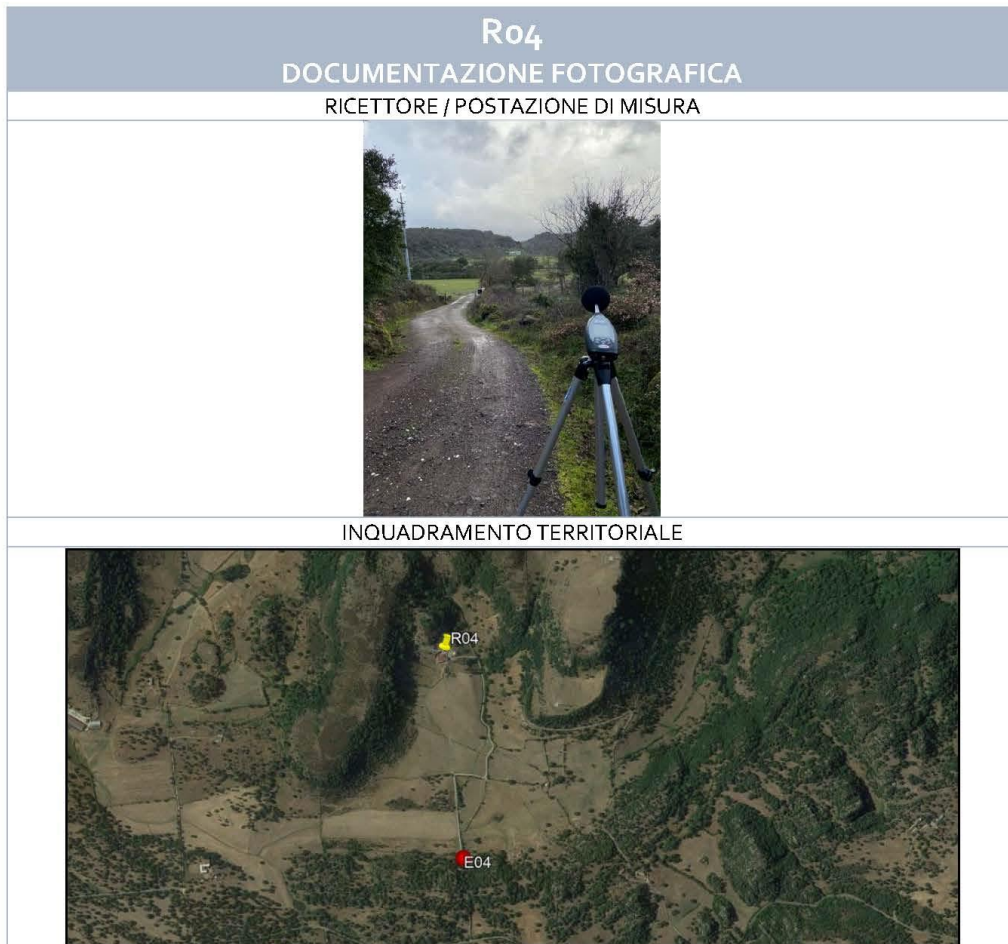 R04
DOCUMENTAZIONE FOTOGRAFICA
RICETTORE / POSTAZIONE DI MISURA
INQUADRAMENTO TERRITORIALE
R04
E04